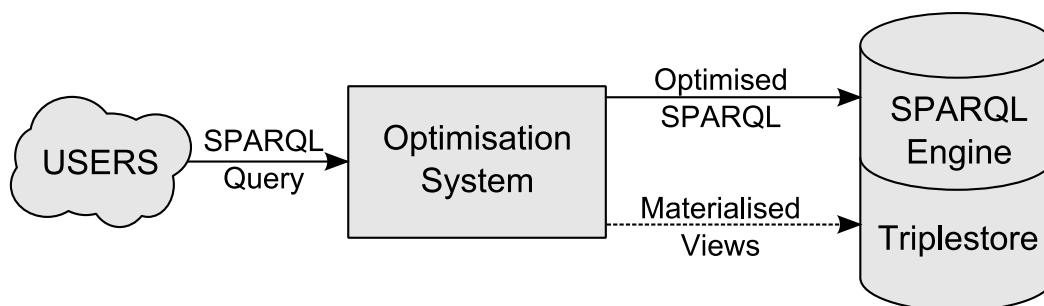 USERS
SPARQL
Query
Optimisation
System
Optimised
SPARQL
Materialised
Views
SPARQL
Engine
Triplestore